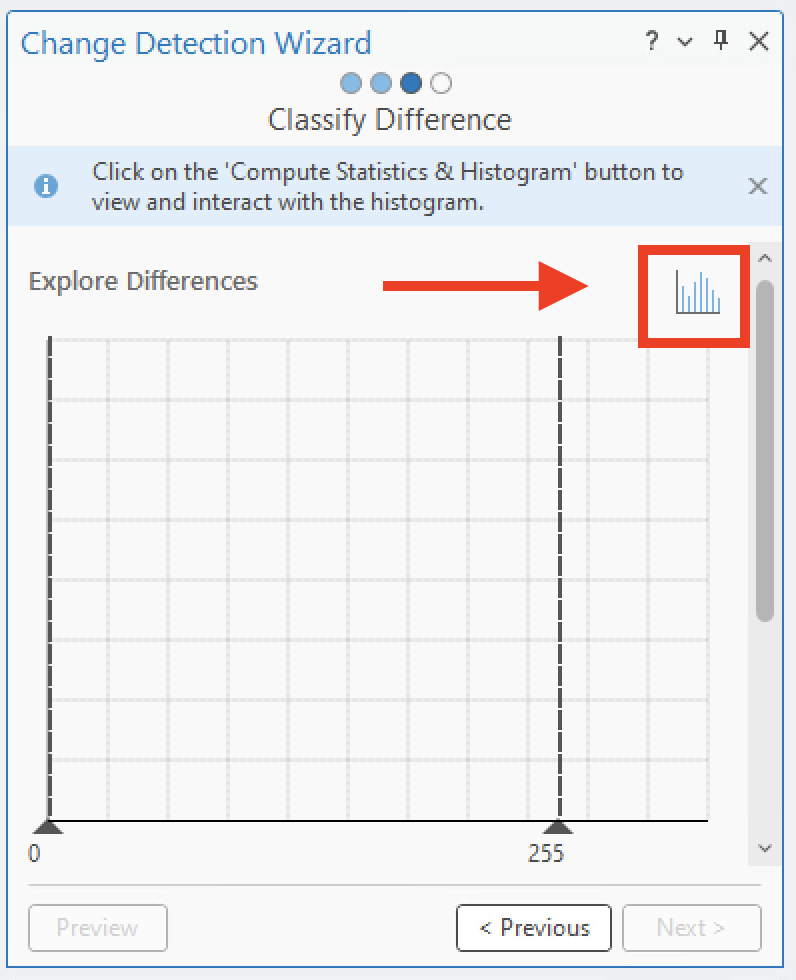 Change Detection Wizard
?
Classify Difference
Click on the 'Compute Statistics & Histogram' button to
view and interact with the histogram.
Explore Differences
0
255
Preview
< Previous
Next >